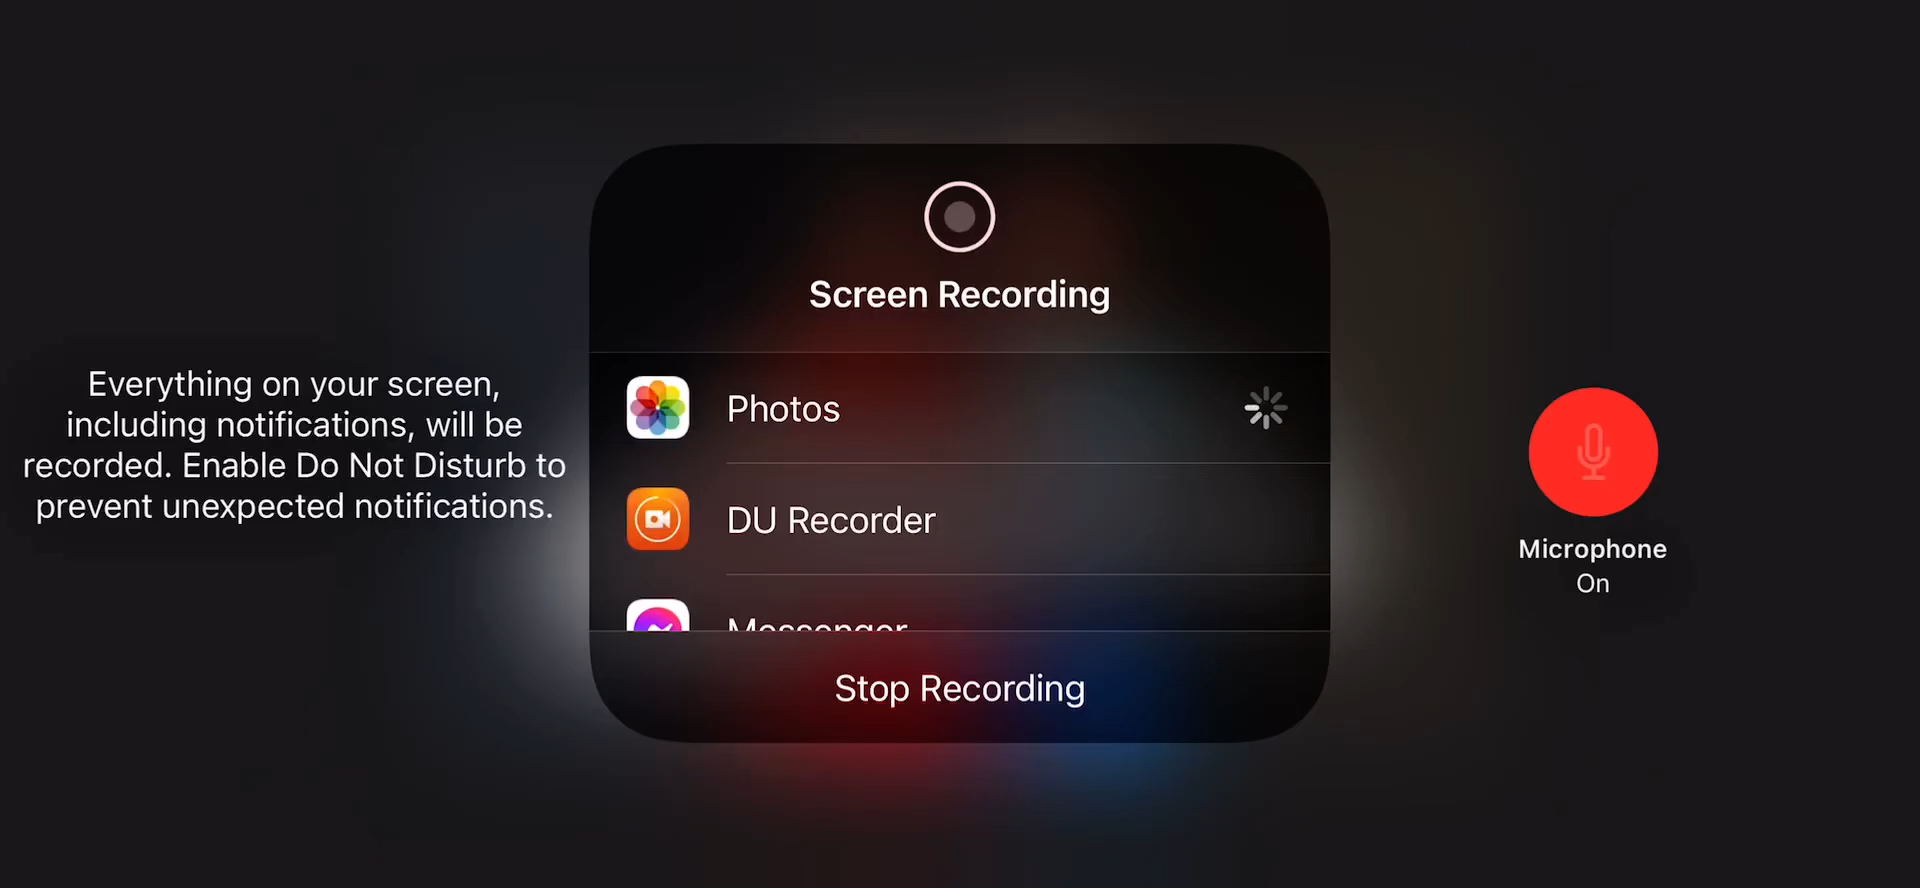 Screen Recording
Everything on your screen,
including notifications, will be
recorded. Enable Do Not Disturb to
prevent unexpected notifications.
Photos
DU Recorder
Messenger
Stop Recording
Microphone
On